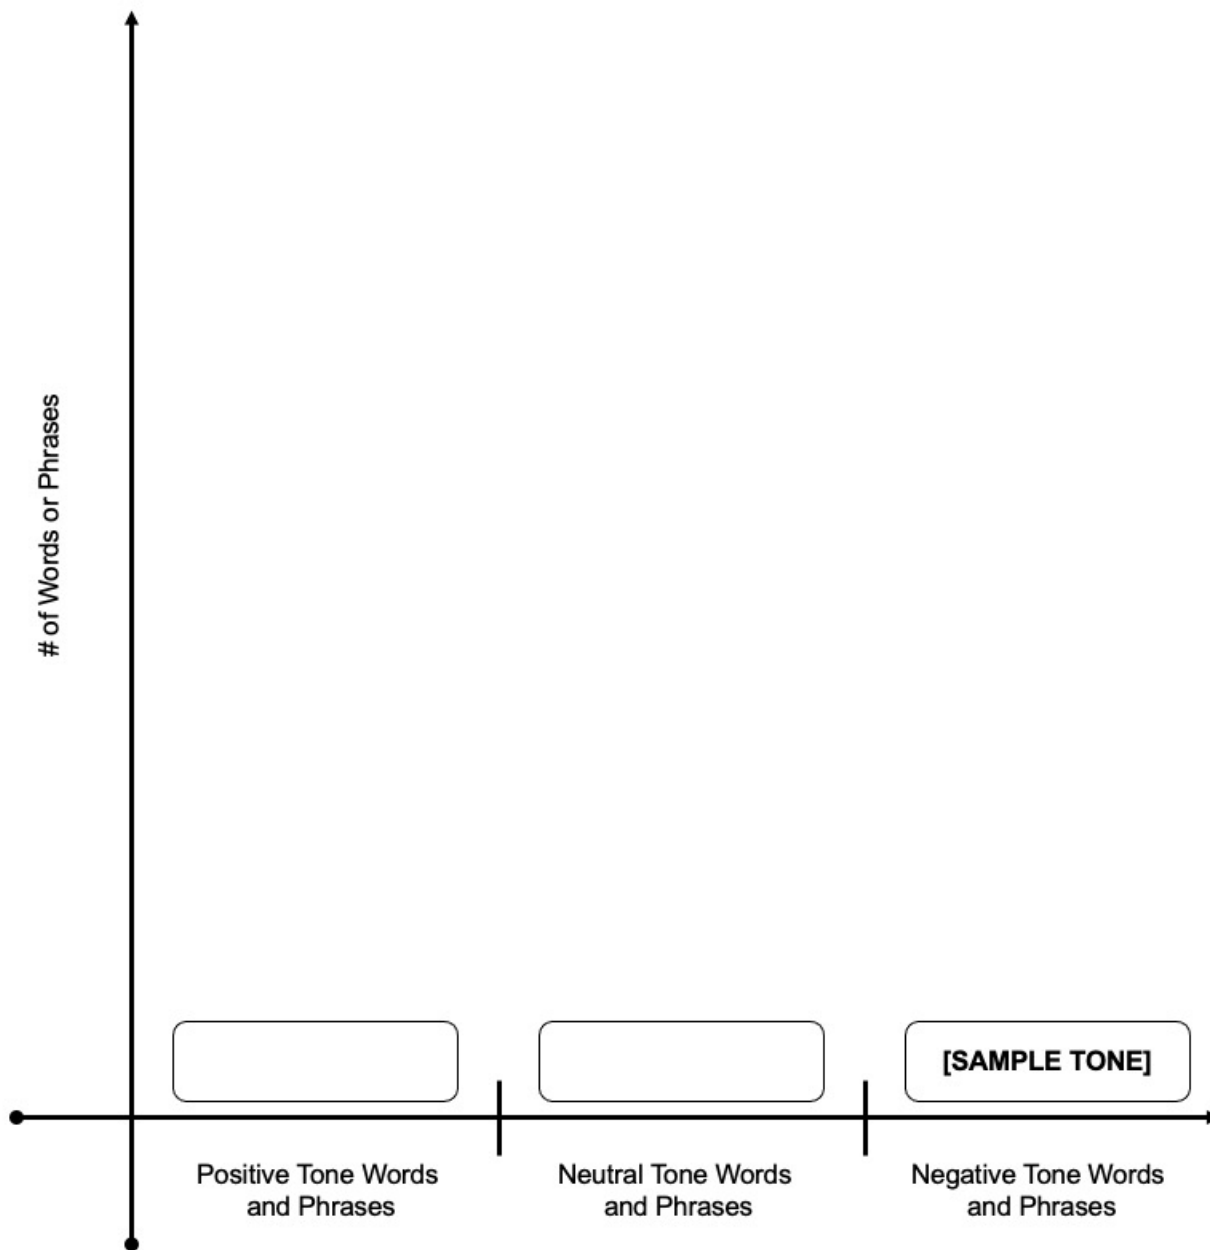 # of Words or Phrases
[SAMPLE TONE]
Positive Tone Words
and Phrases
Neutral Tone Words
and Phrases
Negative Tone Words
and Phrases